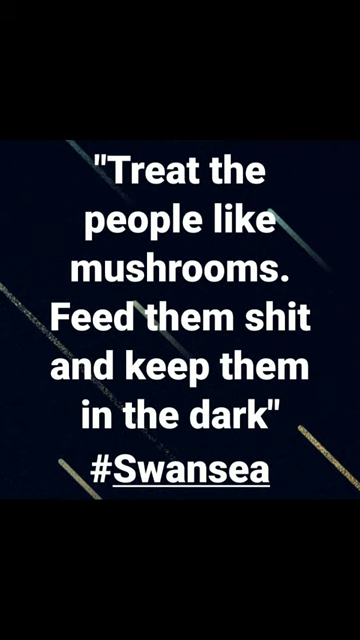 "Treat the
people like
mushrooms.
Feed them shit
and keep them
in the dark"
#Swansea